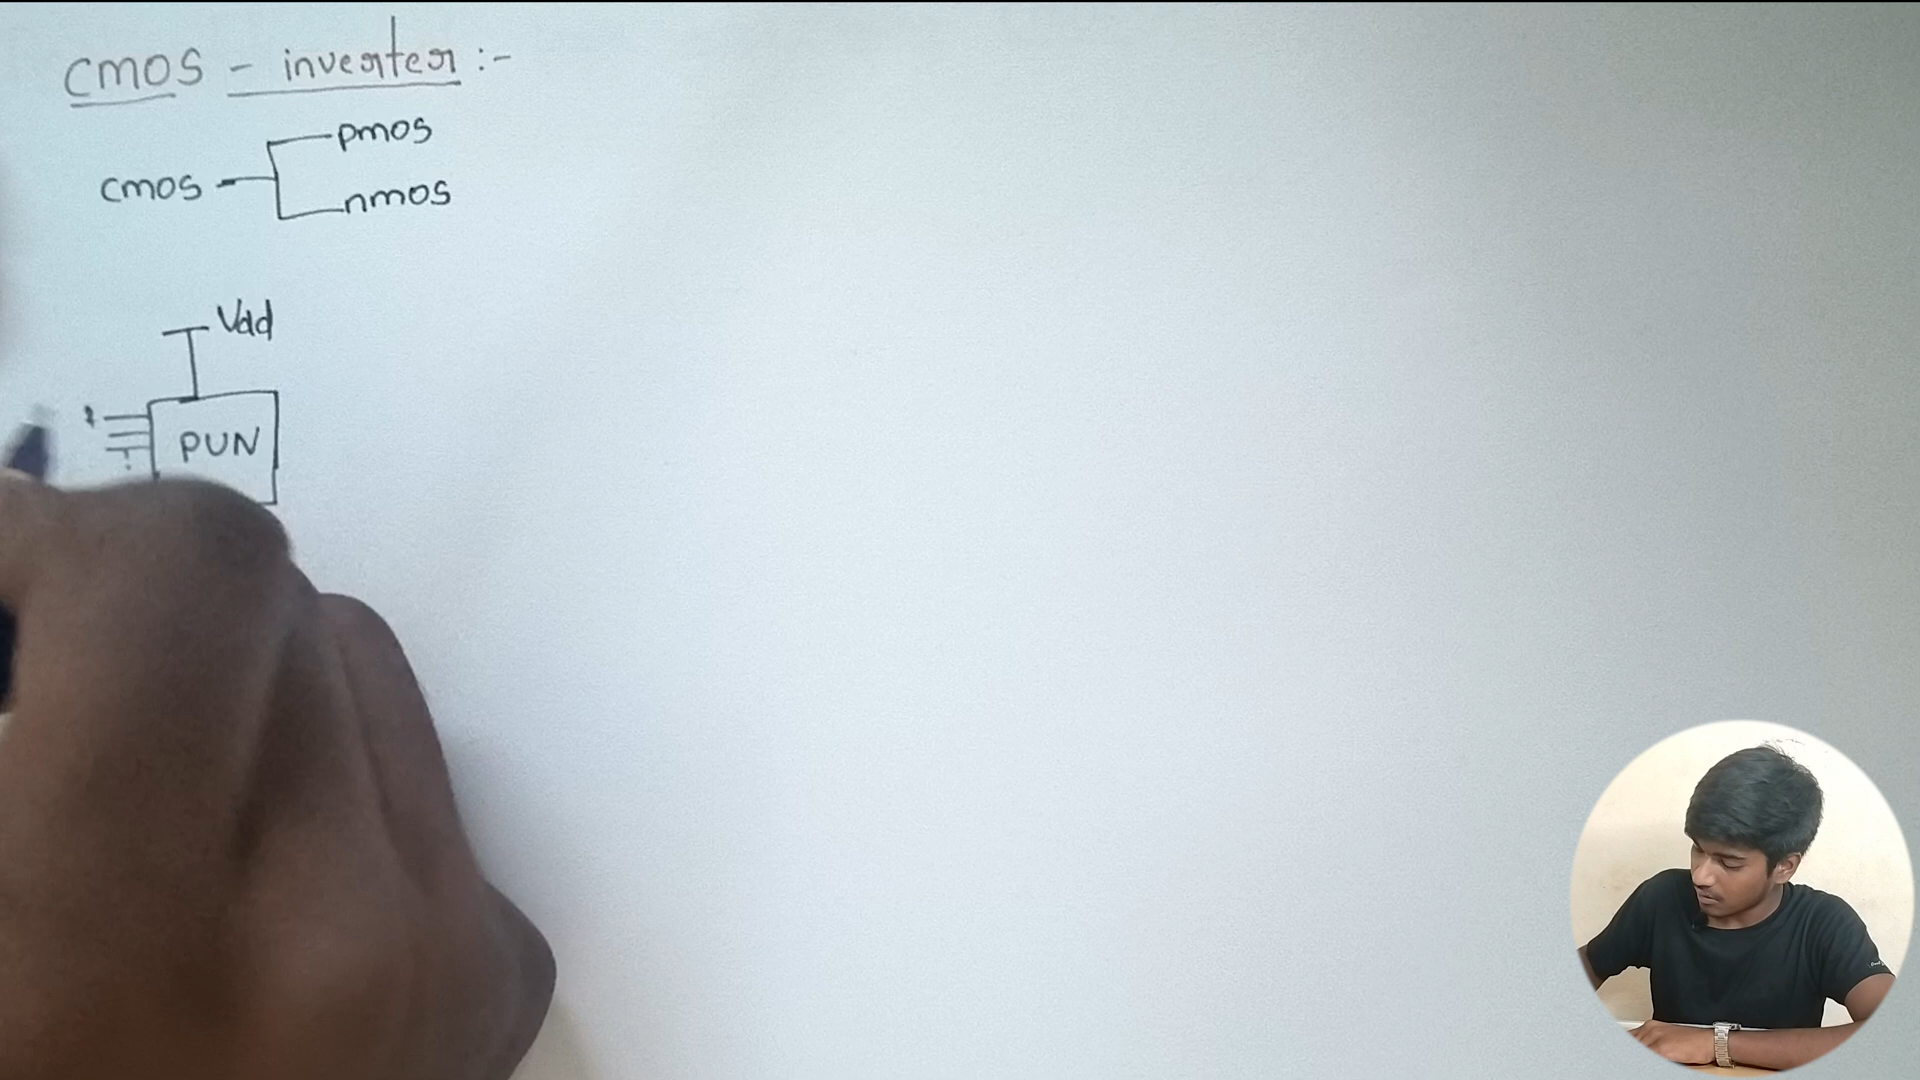 CMOS - inverter :-
pmos
cmos
nmos
Vdd
PUN